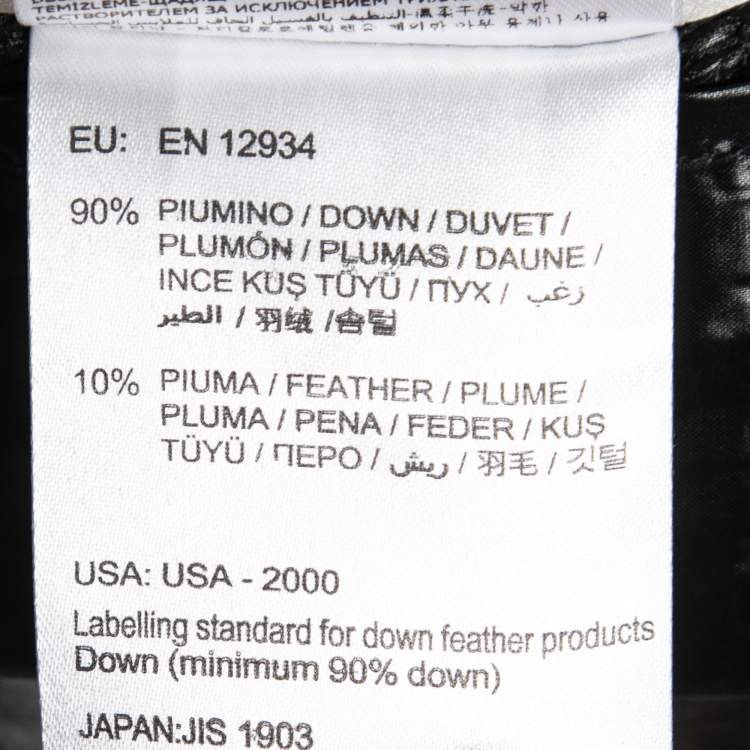 TEMİZLEME-
РАСТВОРИТЕЛЕМ ЗА ИСКЛЮЧЕНИЕМ
EU: EN 12934
90% PIUMINO / DOWN / DUVET /
PLUMÓN / PLUMAS / DAUNE /
INCE KUŞ TÜYÜ / ПУХ / زغب
الطير / 羽绒 /솜털
10% PIUMA / FEATHER / PLUME /
PLUMA / PENA / FEDER / KUŞ
TÜYÜ / ПЕРО / ريش / 羽毛 / 깃털
USA: USA - 2000
Labelling standard for down feather products
Down (minimum 90% down)
JAPAN:JIS 1903